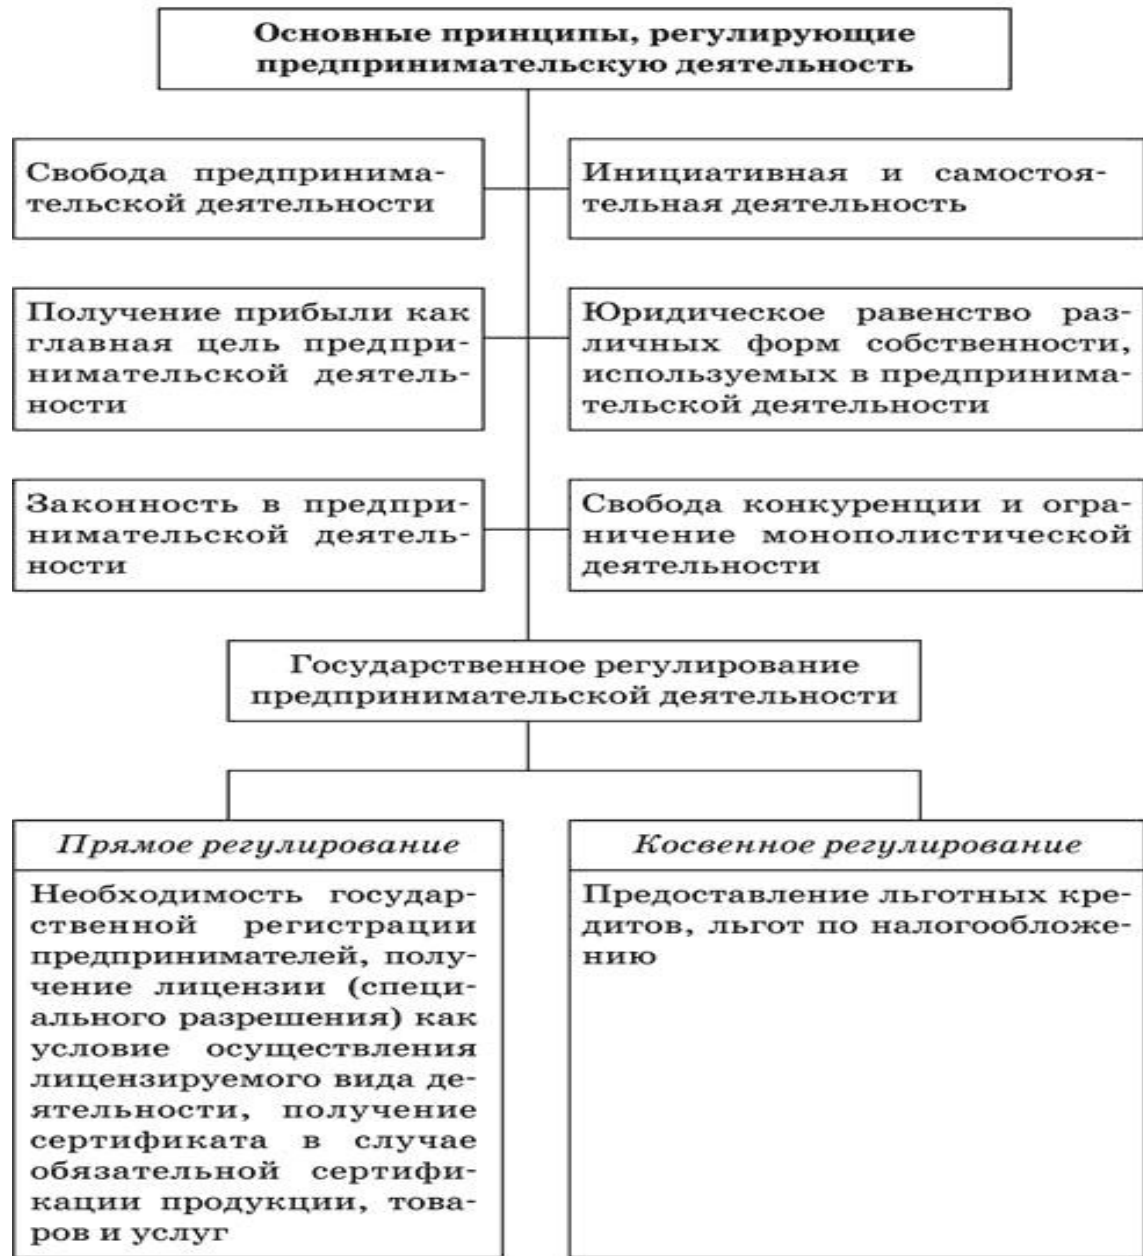 Основные принципы, регулирующие
предпринимательскую деятельность
Свобода предпринима-
тельской деятельности
Инициативная и самостоя-
тельная деятельность
Получение прибыли как
главная цель предпри-
нимательской деятель-
ности
Юридическое равенство раз-
личных форм собственности,
используемых в предпринима-
тельской деятельности
Законность в предпри-
нимательской деятель-
ности
Свобода конкуренции и огра-
ничение монополистической
деятельности
Государственное регулирование
предпринимательской деятельности
Прямое регулирование
Необходимость государ-
ственной регистрации
предпринимателей, полу-
чение лицензии (специ-
ального разрешения) как
условие осуществления
лицензируемого вида де-
ятельности, получение
сертификата в случае
обязательной сертифи-
кации продукции, това-
ров и услуг
Косвенное регулирование
Предоставление льготных кре-
дитов, льгот по налогообложе-
нию